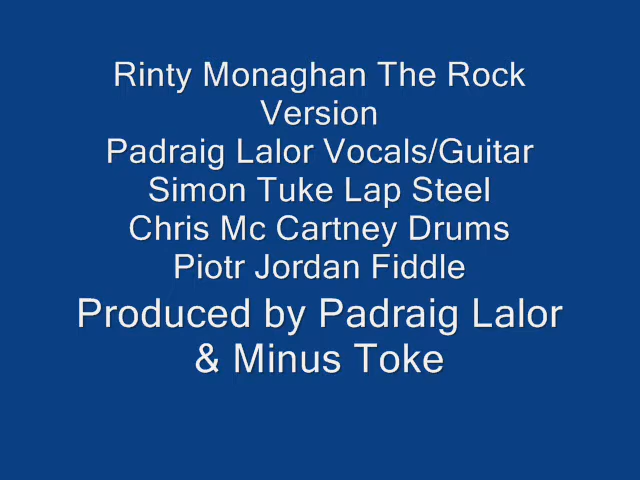 Rinty Monaghan The Rock
Version
Padraig Lalor Vocals/Guitar
Simon Tuke Lap Steel
Chris Mc Cartney Drums
Piotr Jordan Fiddle
Produced by Padraig Lalor
& Minus Toke